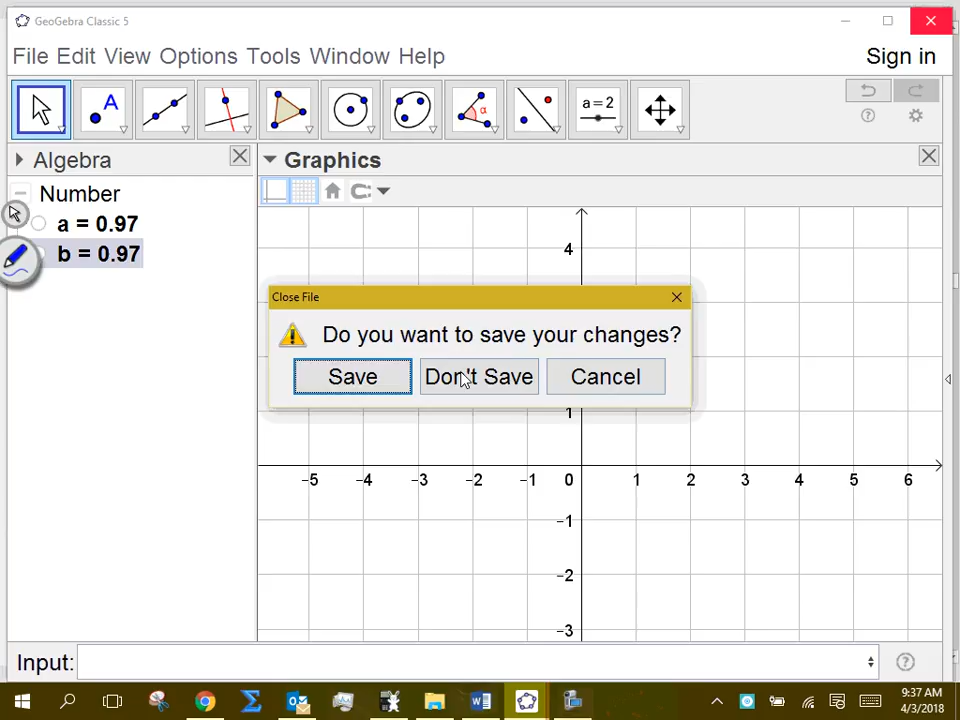 GeoGebra Classic 5
File Edit View Options Tools Window Help
Sign in
A
α
a = 2
Algebra
Graphics
Number
a = 0.97
b = 0.97
4
Close File
Do you want to save your changes?
Save
Don't Save
Cancel
1
-5 -4 -3 -2 -1 0 1 2 3 4 5 6
-1
-2
-3
Input:
9:37 AM
4/3/2018